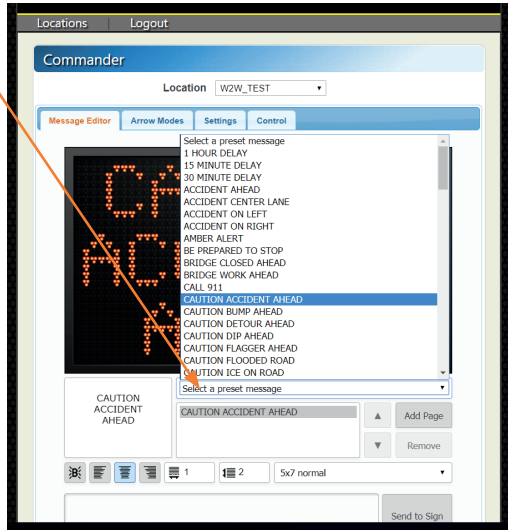 Locations Logout
Commander
Location W2W_TEST
Message Editor Arrow Modes Settings Control
Select a preset message
1 HOUR DELAY
15 MINUTE DELAY
30 MINUTE DELAY
ACCIDENT AHEAD
ACCIDENT CENTER LANE
ACCIDENT ON LEFT
ACCIDENT ON RIGHT
AMBER ALERT
BE PREPARED TO STOP
BRIDGE CLOSED AHEAD
BRIDGE WORK AHEAD
CALL 911
CAUTION ACCIDENT AHEAD
CAUTION BUMP AHEAD
CAUTION DETOUR AHEAD
CAUTION DIP AHEAD
CAUTION FLAGGER AHEAD
CAUTION FLOODED ROAD
CAUTION ICE ON ROAD
Select a preset message
CAUTION
ACCIDENT
AHEAD
CAUTION ACCIDENT AHEAD
Add Page
Remove
B 1 1 2 5x7 normal
Send to Sign